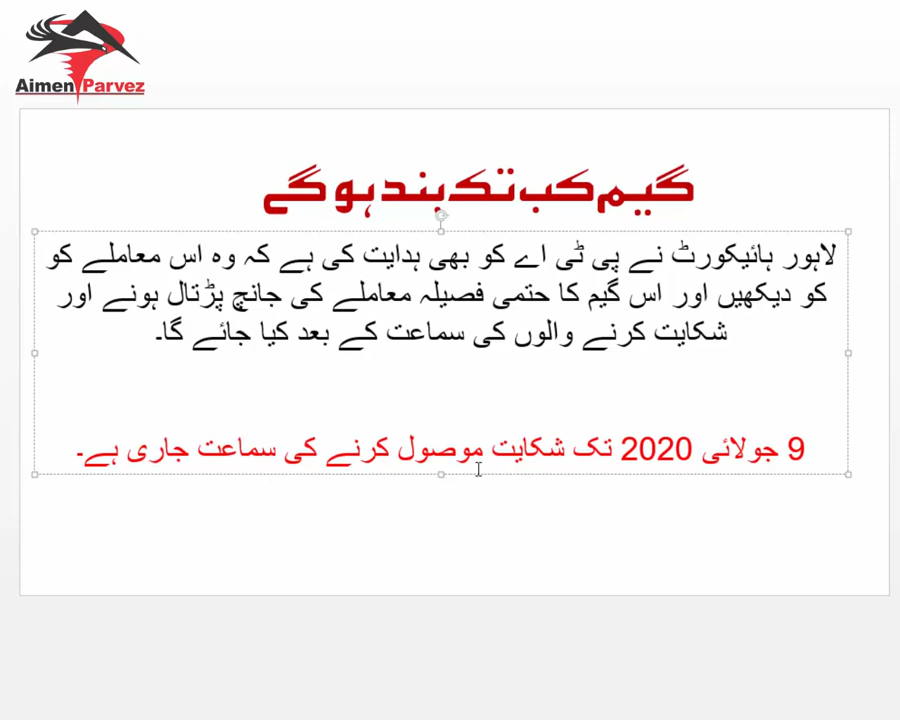 Aimen Parvez
گیم کب تک بند ہو گے
لاہور ہائیکورٹ نے پی ٹی اے کو بھی ہدایت کی ہے کہ وہ اس معاملے کو
کو دیکھیں اور اس گیم کا حتمی فصیلہ معاملے کی جانچ پڑتال ہونے اور
شکایت کرنے والوں کی سماعت کے بعد کیا جائے گا۔
9 جولائی 2020 تک شکایت موصول کرنے کی سماعت جاری ہے۔